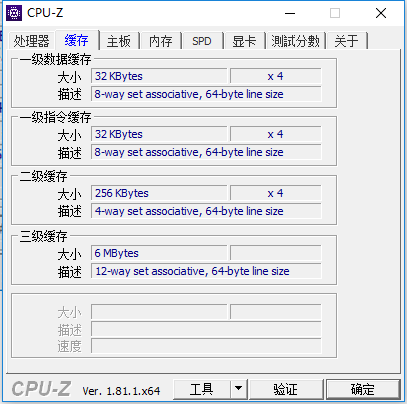 CPU-Z
处理器 缓存 主板 内存 SPD 显卡 測試分數 关于
一级数据缓存
大小 32 KBytes x 4
描述 8-way set associative, 64-byte line size
一级指令缓存
大小 32 KBytes x 4
描述 8-way set associative, 64-byte line size
二级缓存
大小 256 KBytes x 4
描述 4-way set associative, 64-byte line size
三级缓存
大小 6 MBytes
描述 12-way set associative, 64-byte line size
大小
描述
速度
CPU-Z Ver. 1.81.1.x64 工具 验证 确定